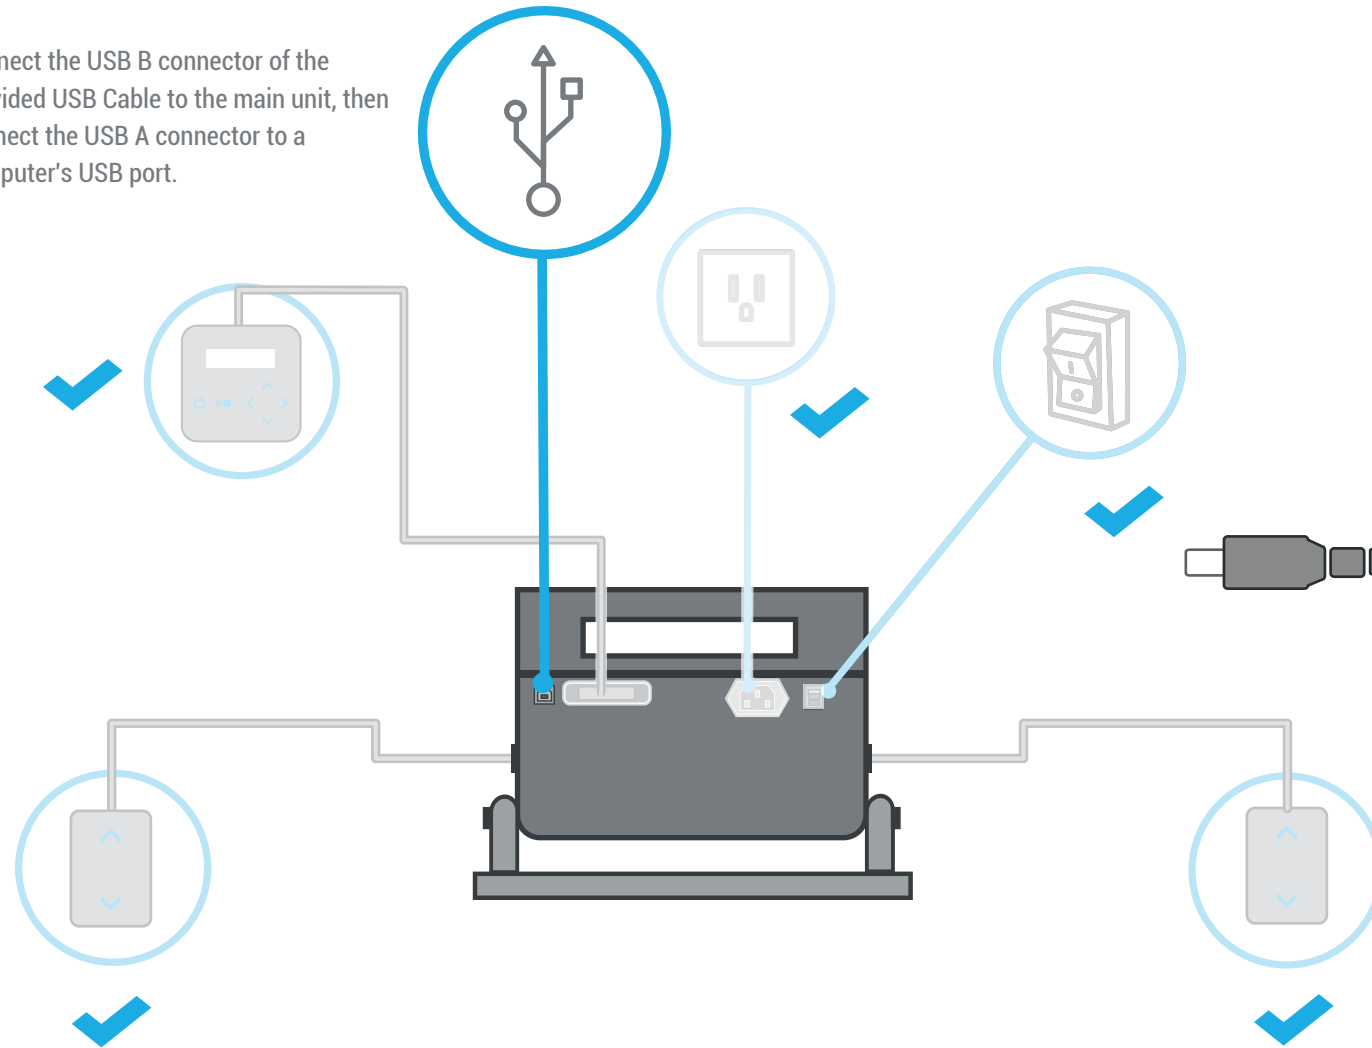 nect the USB B connector of the
vided USB Cable to the main unit, then
nect the USB A connector to a
puter's USB port.